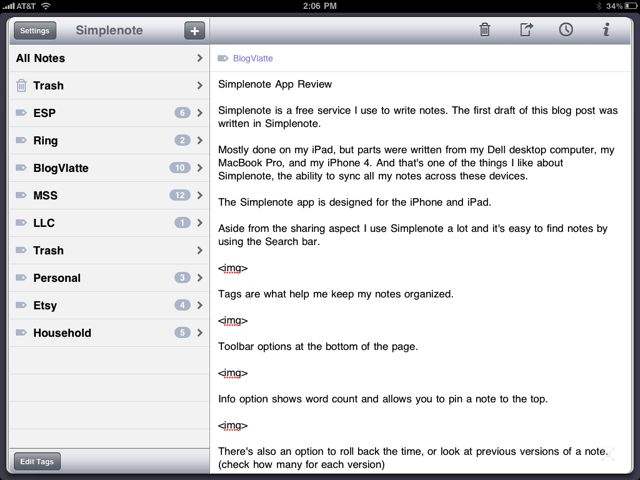 AT&T
2:06 PM
34%
Settings
Simplenote
+
All Notes
Trash
ESP 6
Ring 2
BlogVlatte 10
MSS 12
LLC 1
Trash
Personal 3
Etsy 4
Household 5
Edit Tags
BlogVlatte
Simplenote App Review
Simplenote is a free service I use to write notes. The first draft of this blog post was
written in Simplenote.
Mostly done on my iPad, but parts were written from my Dell desktop computer, my
MacBook Pro, and my iPhone 4. And that's one of the things I like about
Simplenote, the ability to sync all my notes across these devices.
The Simplenote app is designed for the iPhone and iPad.
Aside from the sharing aspect I use Simplenote a lot and it's easy to find notes by
using the Search bar.
<img>
Tags are what help me keep my notes organized.
<img>
Toolbar options at the bottom of the page.
<img>
Info option shows word count and allows you to pin a note to the top.
<img>
There's also an option to roll back the time, or look at previous versions of a note.
(check how many for each version)